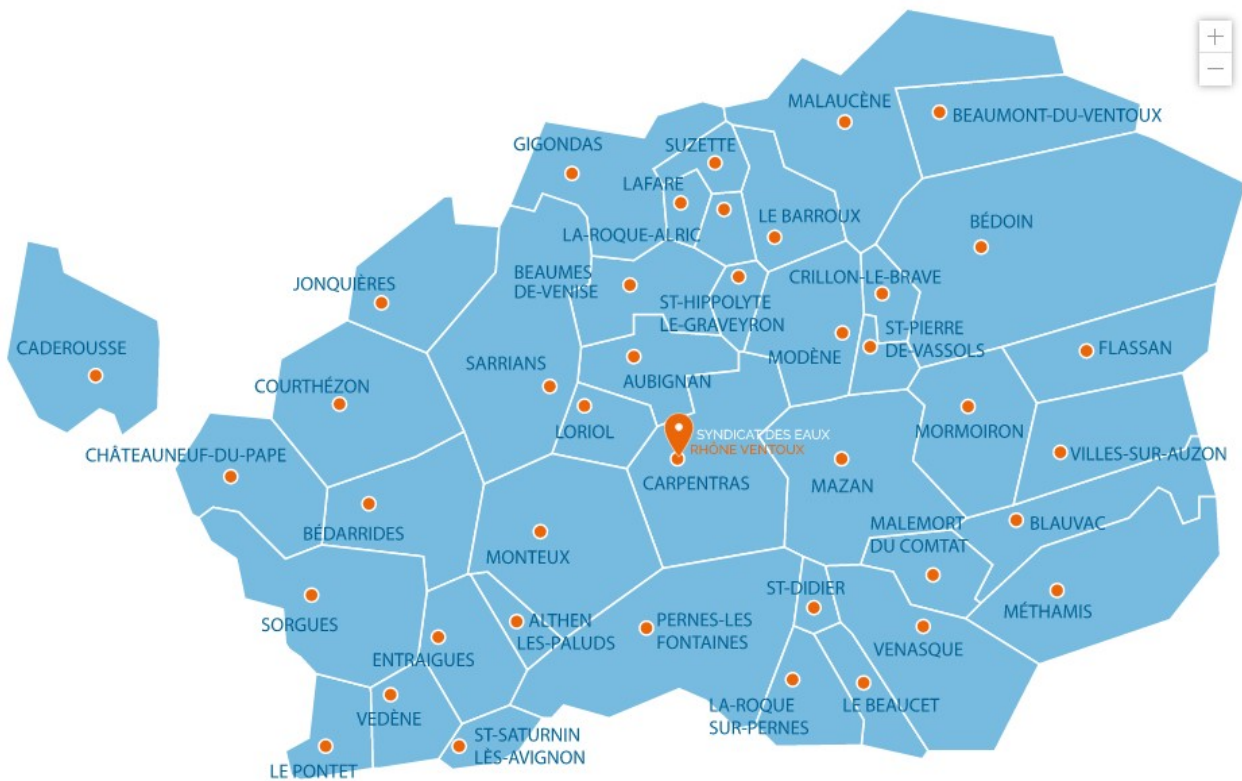 +
−
MALAUCÈNE
BEAUMONT-DU-VENTOUX
GIGONDAS
SUZETTE
LAFARE
LE BARROUX
BÉDOIN
LA-ROQUE-ALRIC
JONQUIÈRES
BEAUMES
DE-VENISE
CRILLON-LE-BRAVE
ST-HIPPOLYTE
LE-GRAVEYRON
ST-PIERRE
DE-VASSOLS
CADEROUSSE
FLASSAN
SARRIANS
AUBIGNAN
MODÈNE
COURTHÉZON
LORIOL
SYNDICAT DES EAUX
RHÔNE VENTOUX
MORMOIRON
CHÂTEAUNEUF-DU-PAPE
VILLES-SUR-AUZON
CARPENTRAS
MAZAN
BÉDARRIDES
MONTEUX
MALEMORT
DU COMTAT
BLAUVAC
ST-DIDIER
MÉTHAMIS
SORGUES
ALTHEN
LES-PALUDS
PERNES-LES
FONTAINES
ENTRAIGUES
VENASQUE
VEDÈNE
LA-ROQUE
SUR-PERNES
LE BEAUCET
ST-SATURNIN
LÈS-AVIGNON
LE PONTET